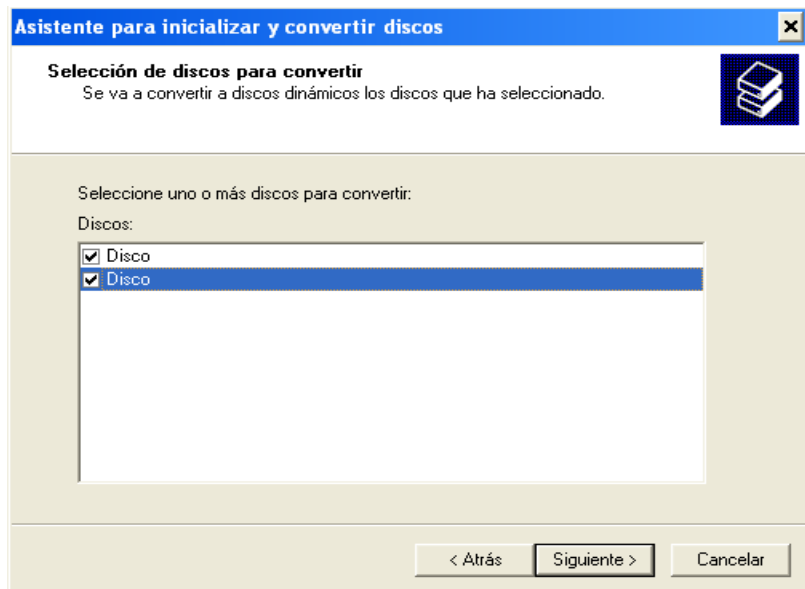 Asistente para inicializar y convertir discos
Selección de discos para convertir
Se va a convertir a discos dinámicos los discos que ha seleccionado.
Seleccione uno o más discos para convertir:
Discos:
Disco
Disco
< Atrás
Siguiente >
Cancelar